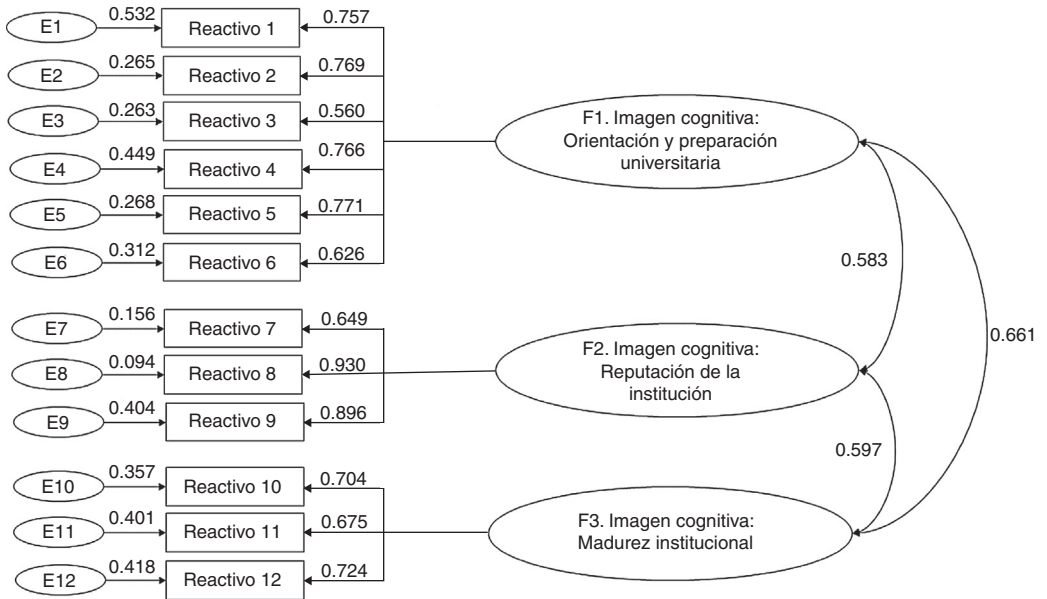 E1 0.532 Reactivo 1 0.757
E2 0.265 Reactivo 2 0.769
E3 0.263 Reactivo 3 0.560
E4 0.449 Reactivo 4 0.766
E5 0.268 Reactivo 5 0.771
E6 0.312 Reactivo 6 0.626
F1. Imagen cognitiva:
Orientación y preparación
universitaria
0.583
0.661
E7 0.156 Reactivo 7 0.649
E8 0.094 Reactivo 8 0.930
E9 0.404 Reactivo 9 0.896
F2. Imagen cognitiva:
Reputación de la
institución
0.597
E10 0.357 Reactivo 10 0.704
E11 0.401 Reactivo 11 0.675
E12 0.418 Reactivo 12 0.724
F3. Imagen cognitiva:
Madurez institucional